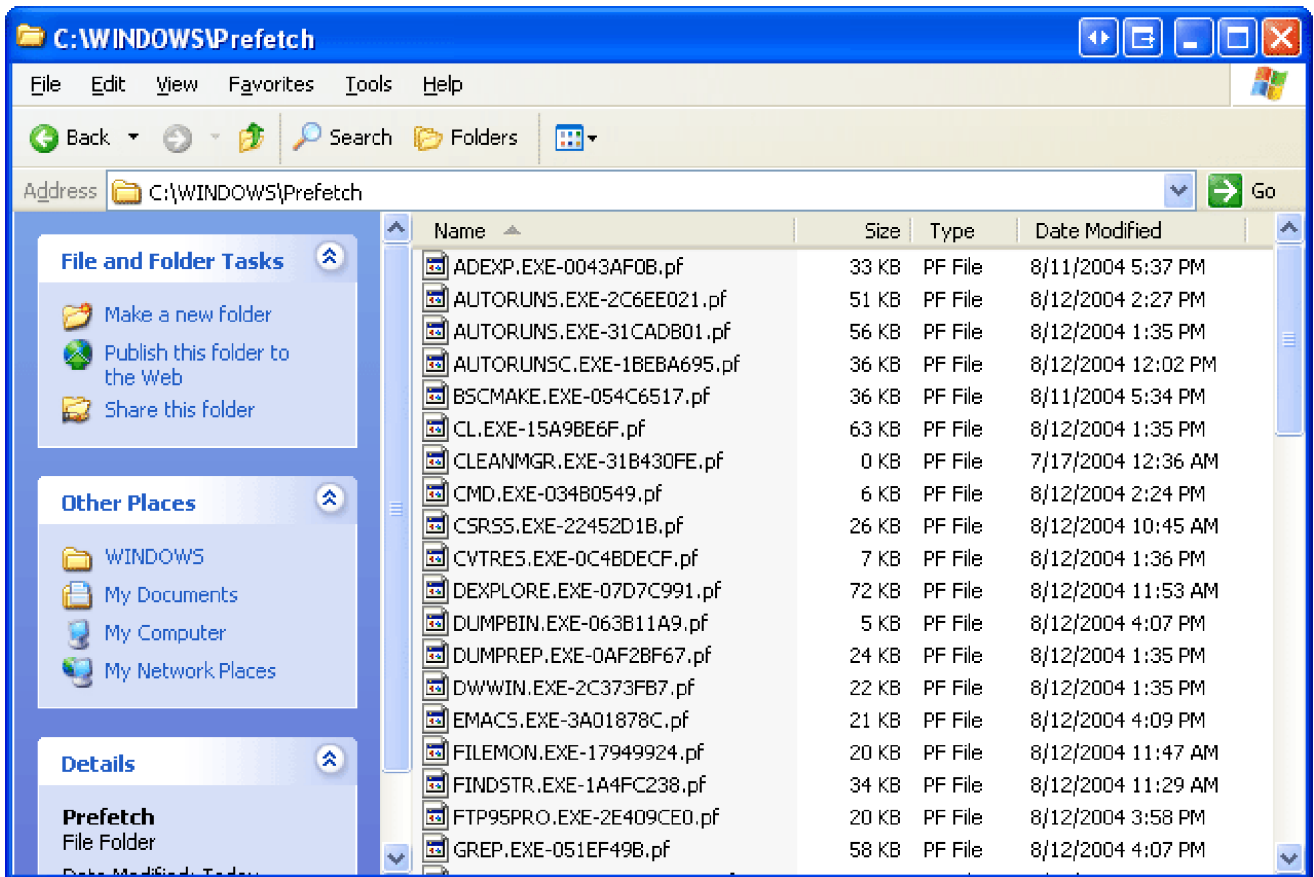 C:\WINDOWS\Prefetch
File Edit View Favorites Tools Help
Back Search Folders
Address C:\WINDOWS\Prefetch Go
File and Folder Tasks
Make a new folder
Publish this folder to
the Web
Share this folder
Other Places
WINDOWS
My Documents
My Computer
My Network Places
Details
Prefetch
File Folder
Date Modified: Today
Name Size Type Date Modified
ADEXP.EXE-0043AF0B.pf 33 KB PF File 8/11/2004 5:37 PM
AUTORUNS.EXE-2C6EE021.pf 51 KB PF File 8/12/2004 2:27 PM
AUTORUNS.EXE-31CADB01.pf 56 KB PF File 8/12/2004 1:35 PM
AUTORUNSC.EXE-1BEBA695.pf 36 KB PF File 8/12/2004 12:02 PM
BSCMAKE.EXE-054C6517.pf 36 KB PF File 8/11/2004 5:34 PM
CL.EXE-15A9BE6F.pf 63 KB PF File 8/12/2004 1:35 PM
CLEANMGR.EXE-31B430FE.pf 0 KB PF File 7/17/2004 12:36 AM
CMD.EXE-034B0549.pf 6 KB PF File 8/12/2004 2:24 PM
CSRSS.EXE-22452D1B.pf 26 KB PF File 8/12/2004 10:45 AM
CVTRES.EXE-0C4BDECF.pf 7 KB PF File 8/12/2004 1:36 PM
DEXPLORE.EXE-07D7C991.pf 72 KB PF File 8/12/2004 11:53 AM
DUMPBIN.EXE-063B11A9.pf 5 KB PF File 8/12/2004 4:07 PM
DUMPREP.EXE-0AF2BF67.pf 24 KB PF File 8/12/2004 1:35 PM
DWWIN.EXE-2C373FB7.pf 22 KB PF File 8/12/2004 1:35 PM
EMACS.EXE-3A01878C.pf 21 KB PF File 8/12/2004 4:09 PM
FILEMON.EXE-17949924.pf 20 KB PF File 8/12/2004 11:47 AM
FINDSTR.EXE-1A4FC238.pf 34 KB PF File 8/12/2004 11:29 AM
FTP95PRO.EXE-2E409CE0.pf 20 KB PF File 8/12/2004 3:58 PM
GREP.EXE-051EF49B.pf 58 KB PF File 8/12/2004 4:07 PM